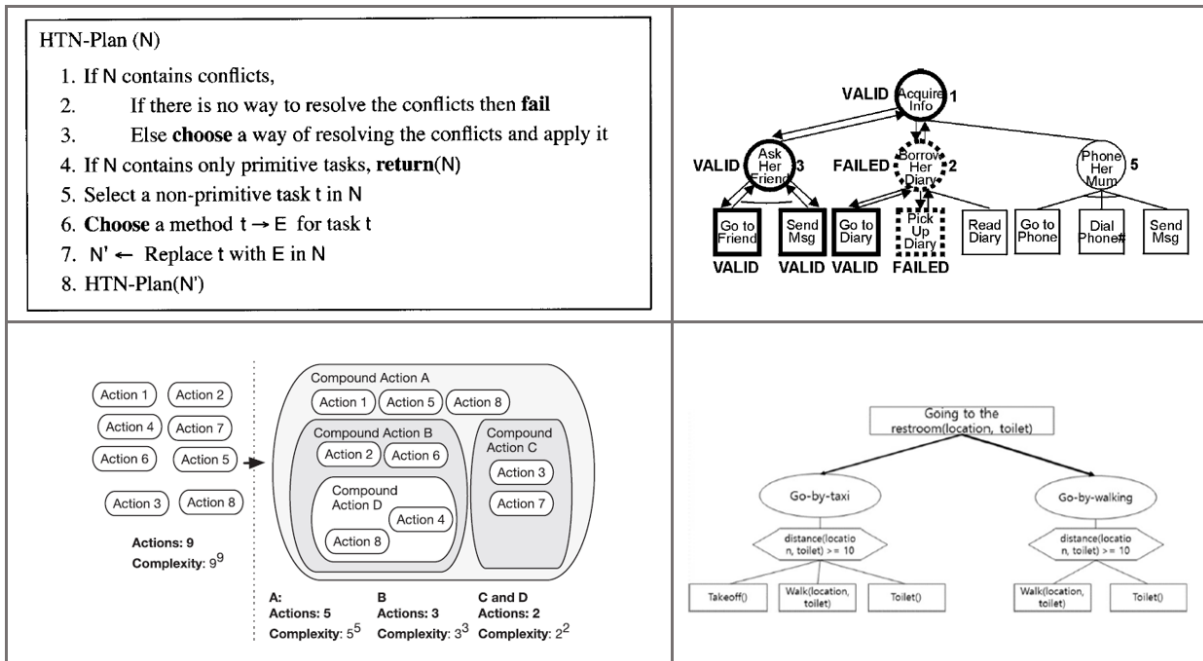 HTN-Plan (N)
1. If N contains conflicts,
2. If there is no way to resolve the conflicts then fail
3. Else choose a way of resolving the conflicts and apply it
4. If N contains only primitive tasks, return(N)
5. Select a non-primitive task t in N
6. Choose a method t → E for task t
7. N' ← Replace t with E in N
8. HTN-Plan(N')
VALID
Acquire
Info
1
VALID
Ask
Her
Friend
3
FAILED
Borrow
Her
Diary
2
Phone
Her
Mum
5
Go to
Friend
Send
Msg
Go to
Diary
Pick
Up
Diary
Read
Diary
Go to
Phone
Dial
Phone#
Send
Msg
VALID
VALID
VALID
FAILED
Action 1
Action 2
Action 4
Action 7
Action 6
Action 5
Action 3
Action 8
Actions: 9
Complexity: 9^9
Compound Action A
Action 1
Action 5
Action 8
Compound Action B
Action 2
Action 6
Compound
Action D
Action 4
Action 8
Compound
Action C
Action 3
Action 7
A:
Actions: 5
Complexity: 5^5
B
Actions: 3
Complexity: 3^3
C and D
Actions: 2
Complexity: 2^2
Going to the
restroom(location, toilet)
Go-by-taxi
Go-by-walking
distance(locatio
n, toilet) >= 10
distance(locatio
n, toilet) >= 10
Takeoff()
Walk(location,
toilet)
Toilet()
Walk(location,
toilet)
Toilet()